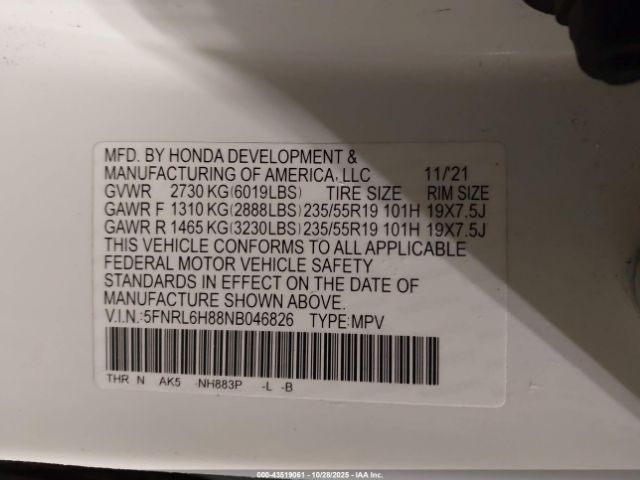 MFD. BY HONDA DEVELOPMENT &
MANUFACTURING OF AMERICA, LLC 11/'21
GVWR 2730 KG(6019LBS) TIRE SIZE RIM SIZE
GAWR F 1310 KG(2888LBS) 235/55R19 101H 19X7.5J
GAWR R 1465 KG(3230LBS) 235/55R19 101H 19X7.5J
THIS VEHICLE CONFORMS TO ALL APPLICABLE
FEDERAL MOTOR VEHICLE SAFETY
STANDARDS IN EFFECT ON THE DATE OF
MANUFACTURE SHOWN ABOVE.
V.I.N.:5FNRL6H88NB046826 TYPE:MPV
THR N AK5 -NH883P -L -B
000-43519061 - 10/28/2025 - IAA Inc.